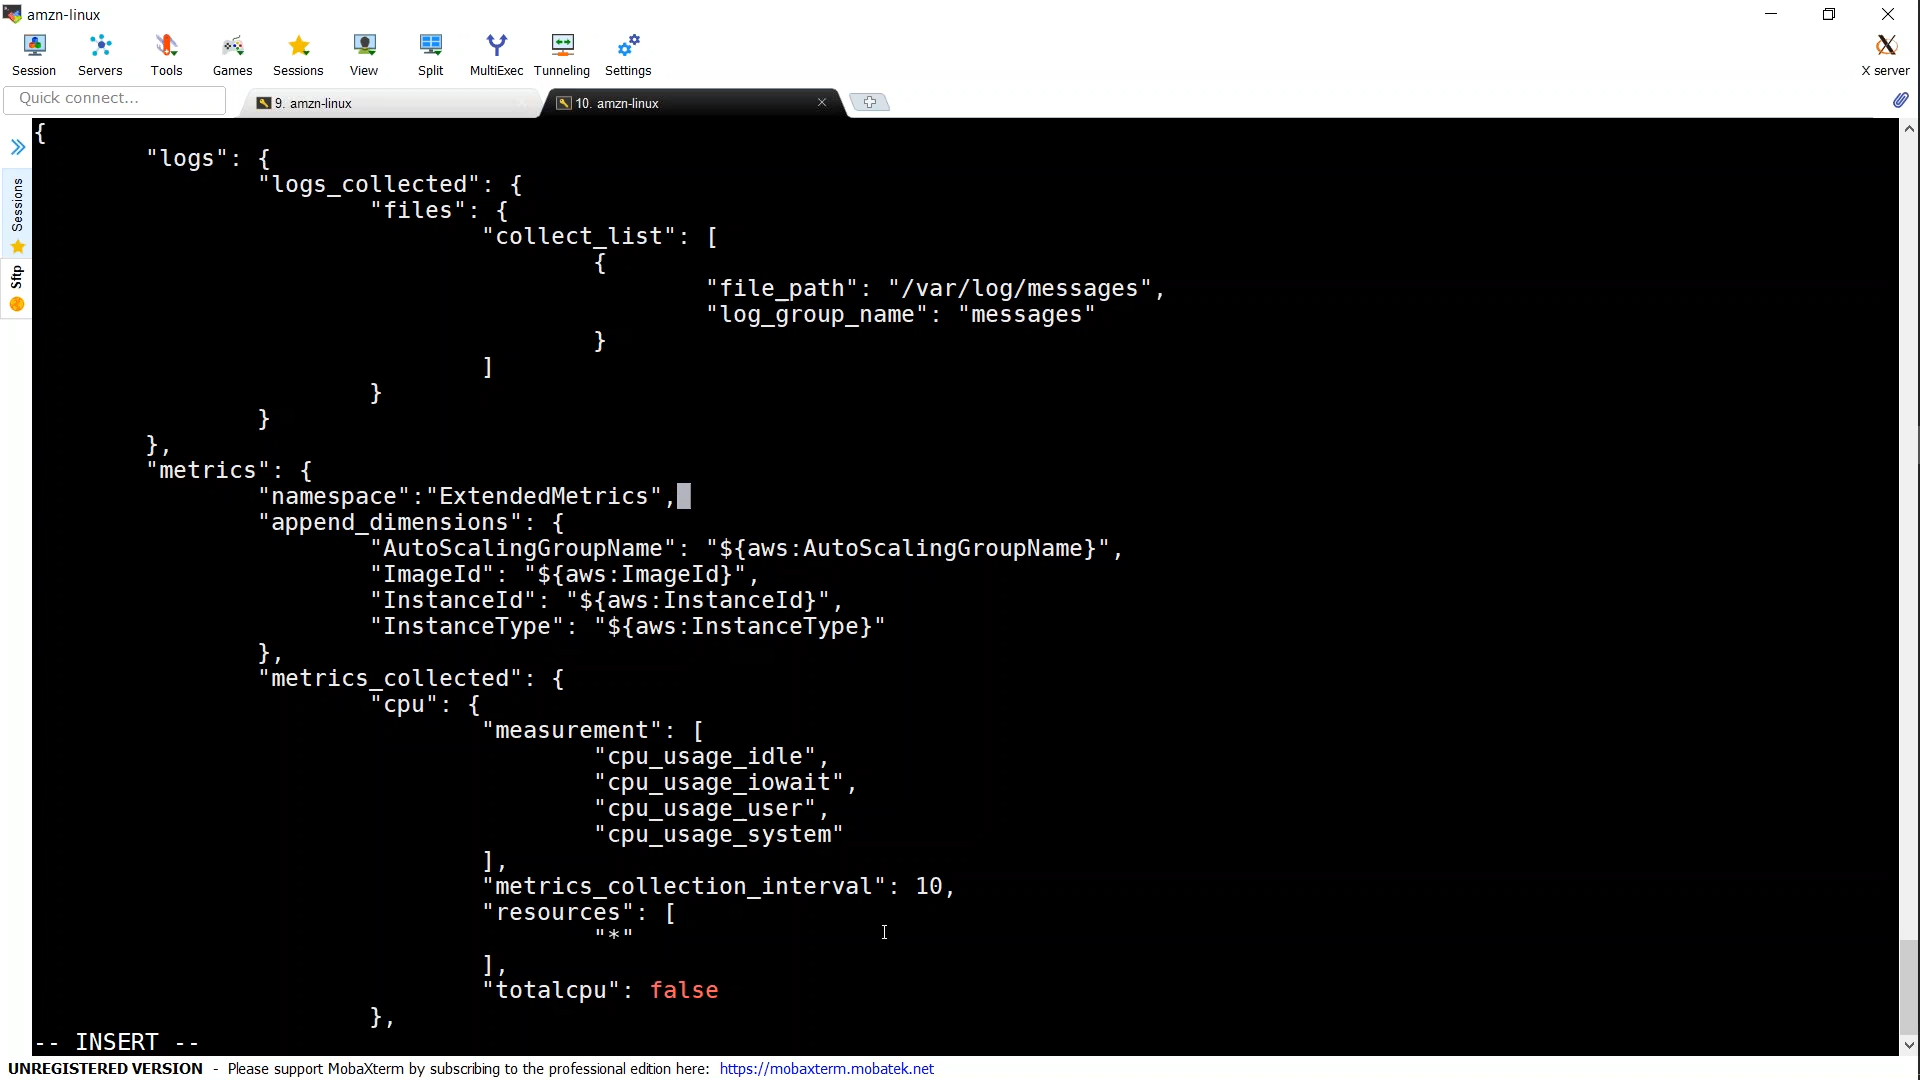 amzn-linux
Session Servers Tools Games Sessions View Split MultiExec Tunneling Settings X server
Quick connect... 9. amzn-linux 10. amzn-linux
Sessions
Sftp
{
"logs": {
"logs_collected": {
"files": {
"collect_list": [
{
"file_path": "/var/log/messages",
"log_group_name": "messages"
}
]
}
}
},
"metrics": {
"namespace":"ExtendedMetrics",
"append_dimensions": {
"AutoScalingGroupName": "${aws:AutoScalingGroupName}",
"ImageId": "${aws:ImageId}",
"InstanceId": "${aws:InstanceId}",
"InstanceType": "${aws:InstanceType}"
},
"metrics_collected": {
"cpu": {
"measurement": [
"cpu_usage_idle",
"cpu_usage_iowait",
"cpu_usage_user",
"cpu_usage_system"
],
"metrics_collection_interval": 10,
"resources": [
"*"
],
"totalcpu": false
},
-- INSERT --
UNREGISTERED VERSION - Please support MobaXterm by subscribing to the professional edition here: https://mobaxterm.mobatek.net